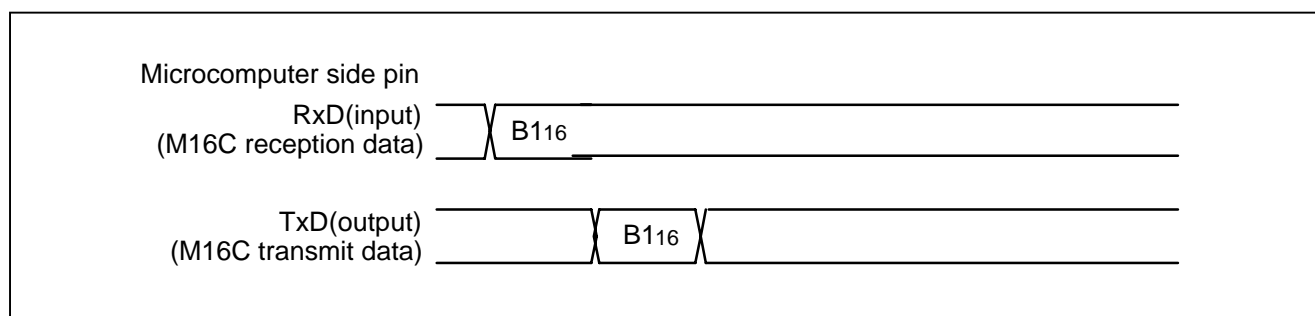 Microcomputer side pin
RxD(input)
(M16C reception data)
B116
TxD(output)
(M16C transmit data)
B116